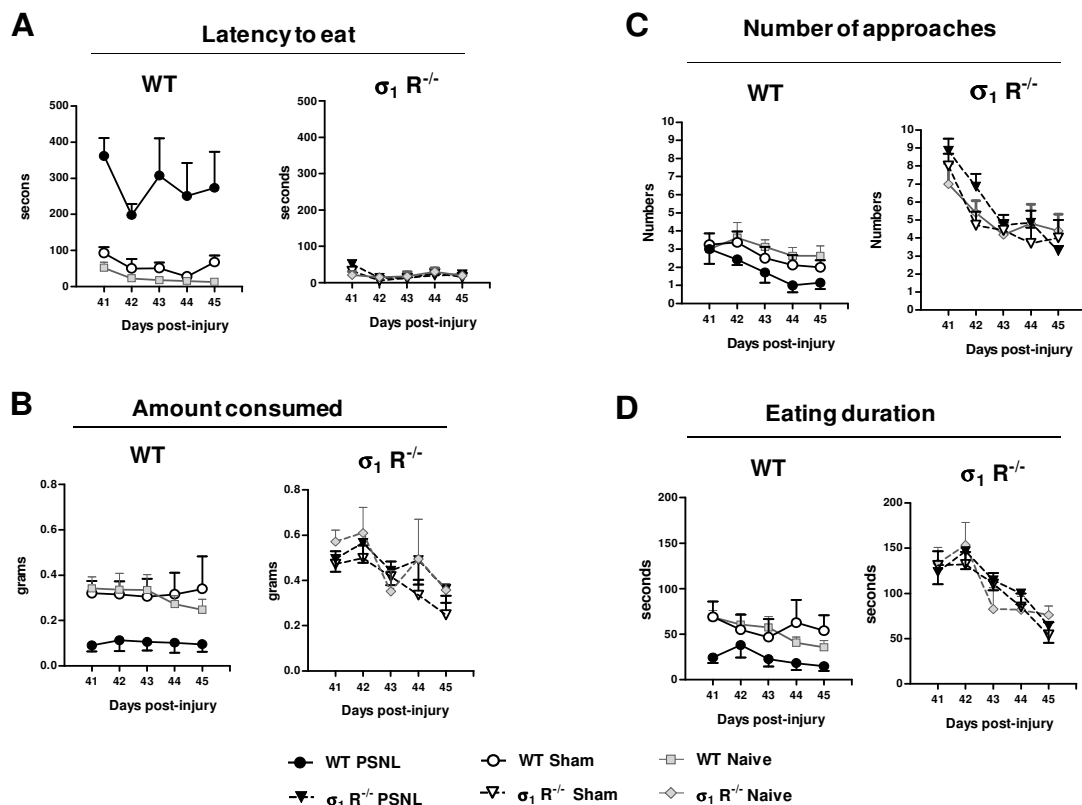 A
Latency to eat
WT
σ1 R-/-
500
400
300
200
100
0
secons
41 42 43 44 45
Days post-injury
500
400
300
200
100
0
seconds
41 42 43 44 45
Days post-injury
C
Number of approaches
WT
σ1 R-/-
10
9
8
7
6
5
4
3
2
1
0
Numbers
41 42 43 44 45
Days post-injury
10
9
8
7
6
5
4
3
2
1
0
Numbers
41 42 43 44 45
Days post-injury
B
Amount consumed
WT
σ1 R-/-
0.8
0.6
0.4
0.2
0.0
grams
41 42 43 44 45
Days post-injury
0.8
0.6
0.4
0.2
0.0
grams
41 42 43 44 45
Days post-injury
D
Eating duration
WT
σ1 R-/-
200
150
100
50
0
seconds
41 42 43 44 45
Days post-injury
200
150
100
50
0
seconds
41 42 43 44 45
Days post-injury
WT PSNL WT Sham WT Naive
σ1 R-/- PSNL σ1 R-/- Sham σ1 R-/- Naive